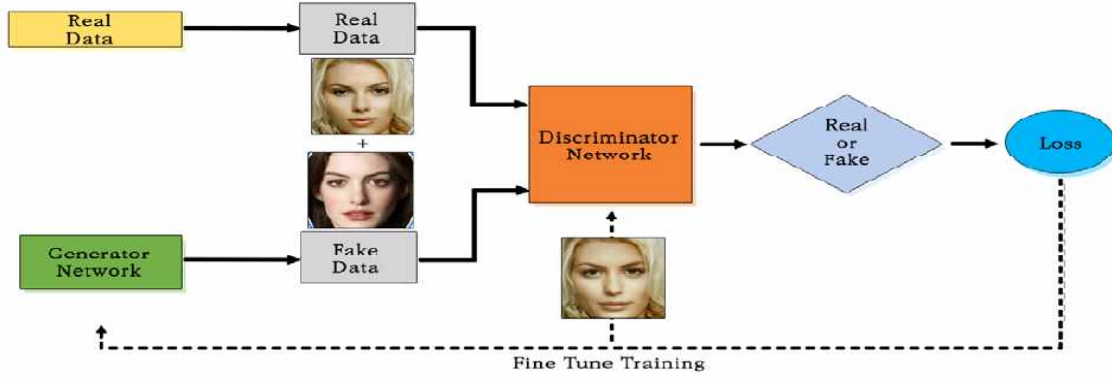 Real
Data
Real
Data
+
Discriminator
Network
Real
or
Fake
Loss
Generator
Network
Fake
Data
Fine Tune Training